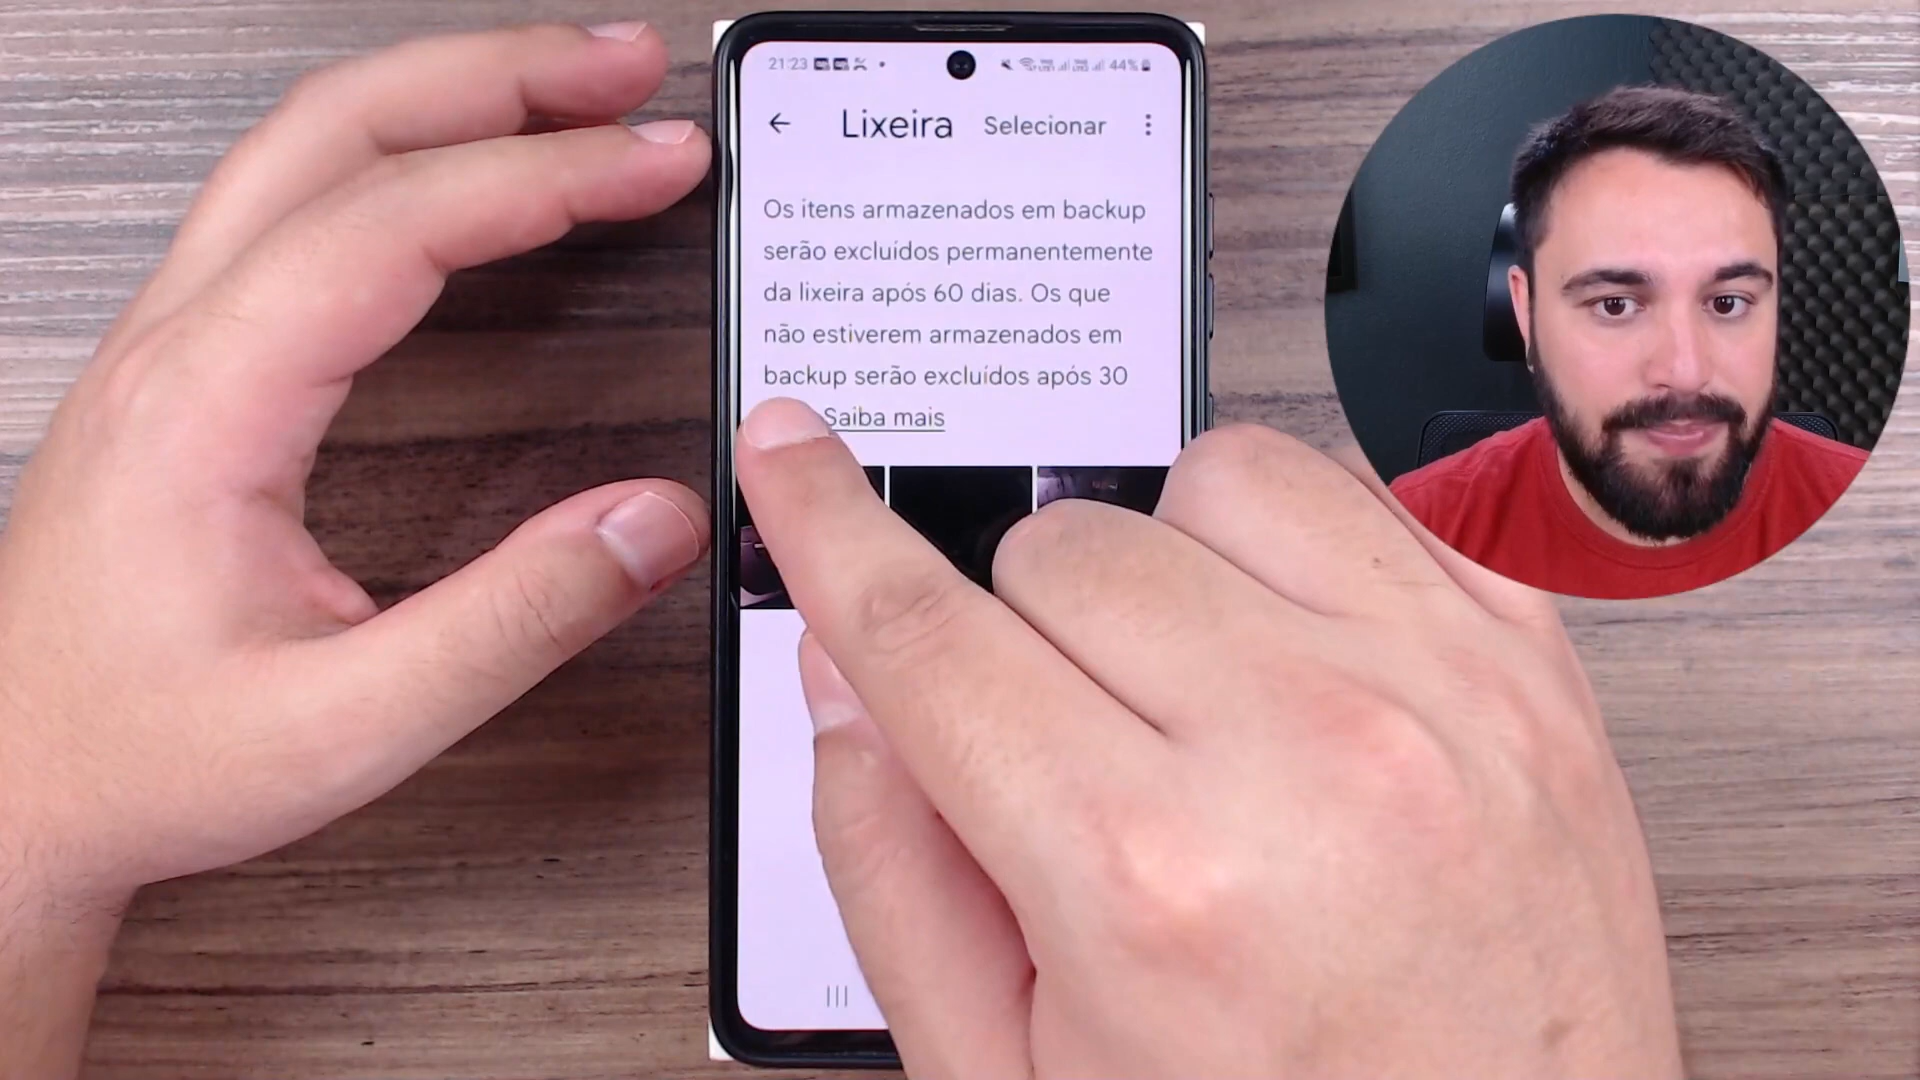 21:23
44%
Lixeira
Selecionar
Os itens armazenados em backup
serão excluídos permanentemente
da lixeira após 60 dias. Os que
não estiverem armazenados em
backup serão excluídos após 30
Saiba mais